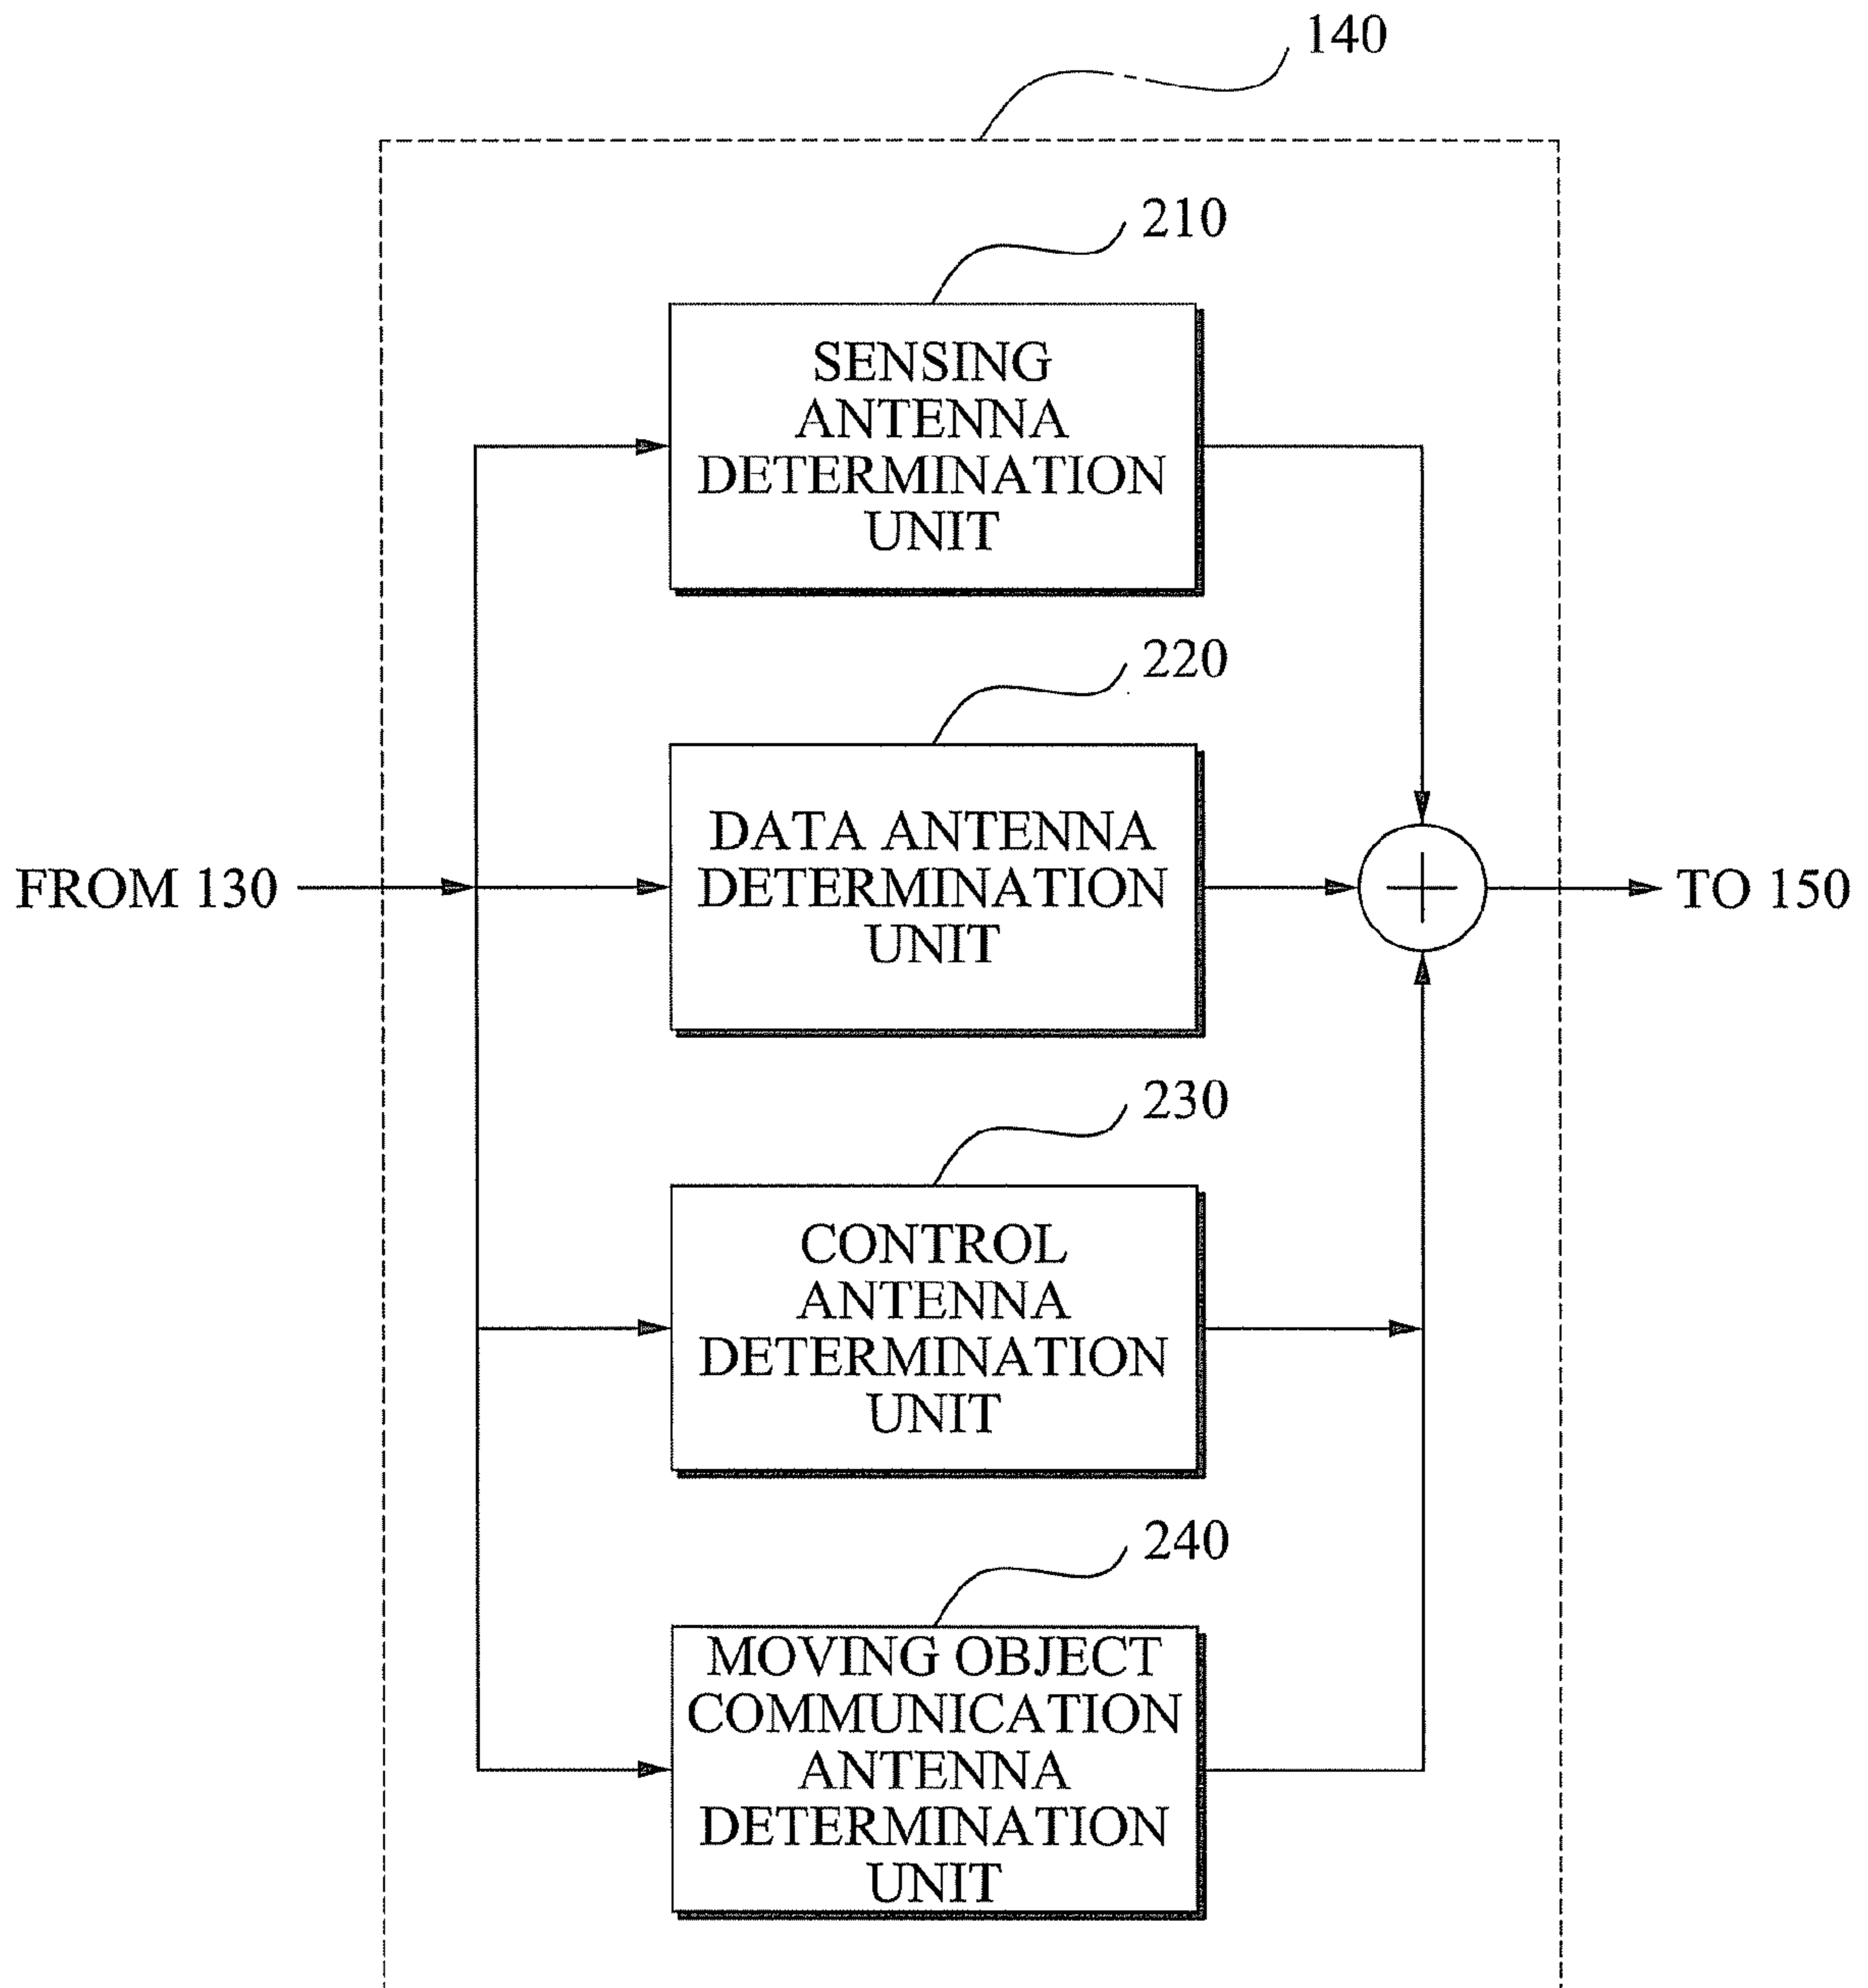 140
210
SENSING
ANTENNA
DETERMINATION
UNIT
220
DATA ANTENNA
DETERMINATION
UNIT
FROM 130
TO 150
230
CONTROL
ANTENNA
DETERMINATION
UNIT
240
MOVING OBJECT
COMMUNICATION
ANTENNA
DETERMINATION
UNIT